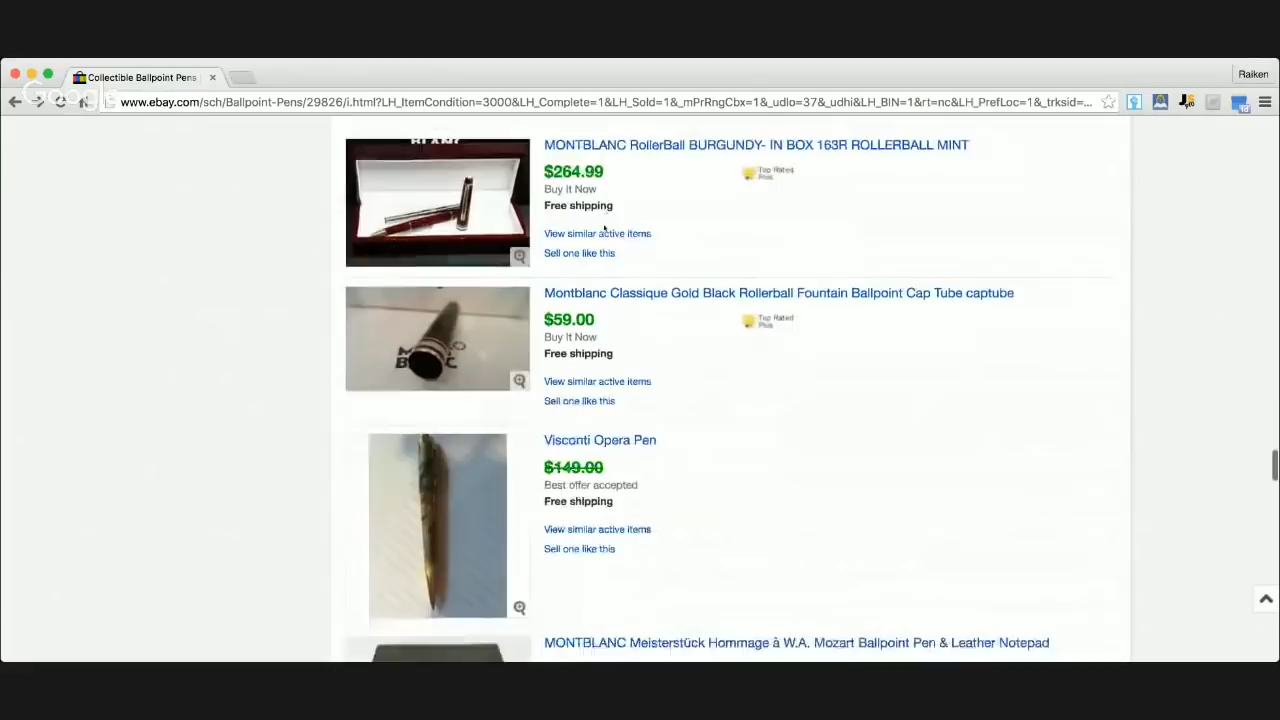 Collectible Ballpoint Pens
Raiken
Google
www.ebay.com/sch/Ballpoint-Pens/29826/i.html?LH_ItemCondition=3000&LH_Complete=1&LH_Sold=1&_mPrRngCbx=1&_udlo=37&_udhi&LH_BIN=1&rt=nc&LH_PrefLoc=1&_trksid=m...
MONTBLANC RollerBall BURGUNDY- IN BOX 163R ROLLERBALL MINT
$264.99
Top Rated
Plus
Buy It Now
Free shipping
View similar active items
Sell one like this
Montblanc Classique Gold Black Rollerball Fountain Ballpoint Cap Tube captube
$59.00
Top Rated
Plus
Buy It Now
Free shipping
View similar active items
Sell one like this
Visconti Opera Pen
$149.00
Best offer accepted
Free shipping
View similar active items
Sell one like this
MONTBLANC Meisterstück Hommage à W.A. Mozart Ballpoint Pen & Leather Notepad